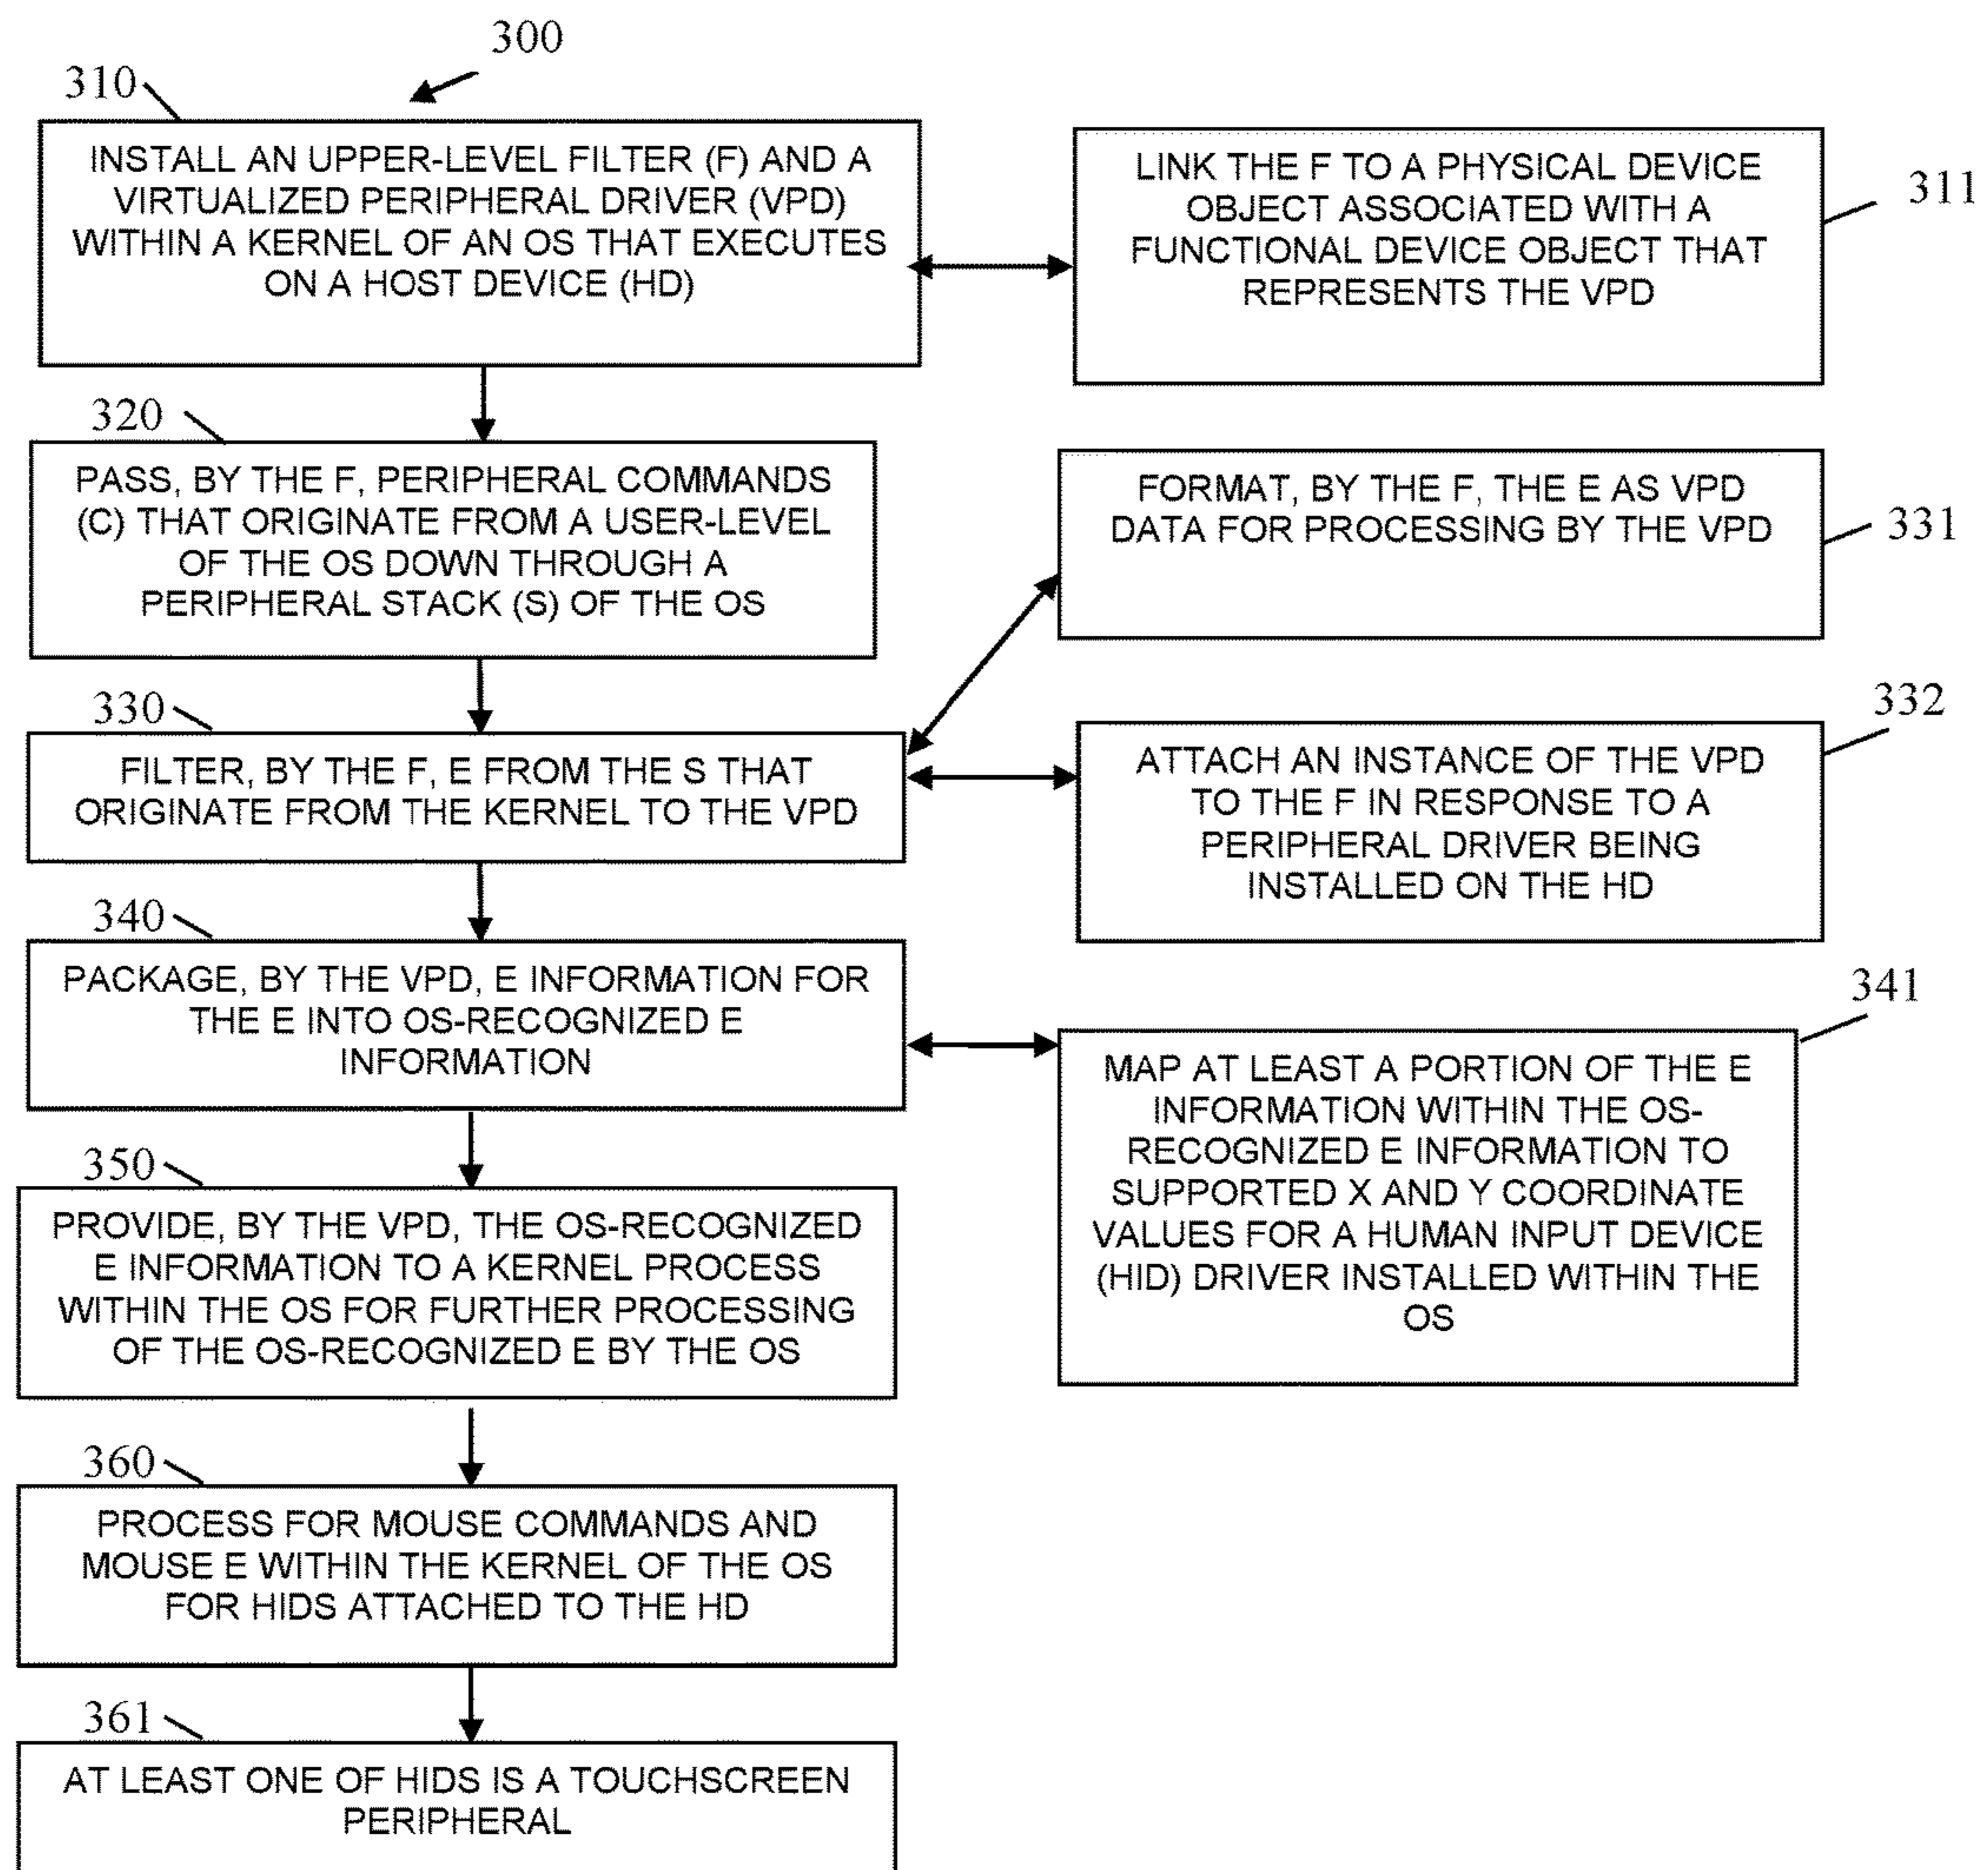 300
310
INSTALL AN UPPER-LEVEL FILTER (F) AND A
VIRTUALIZED PERIPHERAL DRIVER (VPD)
WITHIN A KERNEL OF AN OS THAT EXECUTES
ON A HOST DEVICE (HD)
311
LINK THE F TO A PHYSICAL DEVICE
OBJECT ASSOCIATED WITH A
FUNCTIONAL DEVICE OBJECT THAT
REPRESENTS THE VPD
320
PASS, BY THE F, PERIPHERAL COMMANDS
(C) THAT ORIGINATE FROM A USER-LEVEL
OF THE OS DOWN THROUGH A
PERIPHERAL STACK (S) OF THE OS
331
FORMAT, BY THE F, THE E AS VPD
DATA FOR PROCESSING BY THE VPD
330
FILTER, BY THE F, E FROM THE S THAT
ORIGINATE FROM THE KERNEL TO THE VPD
332
ATTACH AN INSTANCE OF THE VPD
TO THE F IN RESPONSE TO A
PERIPHERAL DRIVER BEING
INSTALLED ON THE HD
340
PACKAGE, BY THE VPD, E INFORMATION FOR
THE E INTO OS-RECOGNIZED E
INFORMATION
341
MAP AT LEAST A PORTION OF THE E
INFORMATION WITHIN THE OS-
RECOGNIZED E INFORMATION TO
SUPPORTED X AND Y COORDINATE
VALUES FOR A HUMAN INPUT DEVICE
(HID) DRIVER INSTALLED WITHIN THE
OS
350
PROVIDE, BY THE VPD, THE OS-RECOGNIZED
E INFORMATION TO A KERNEL PROCESS
WITHIN THE OS FOR FURTHER PROCESSING
OF THE OS-RECOGNIZED E BY THE OS
360
PROCESS FOR MOUSE COMMANDS AND
MOUSE E WITHIN THE KERNEL OF THE OS
FOR HIDS ATTACHED TO THE HD
361
AT LEAST ONE OF HIDS IS A TOUCHSCREEN
PERIPHERAL